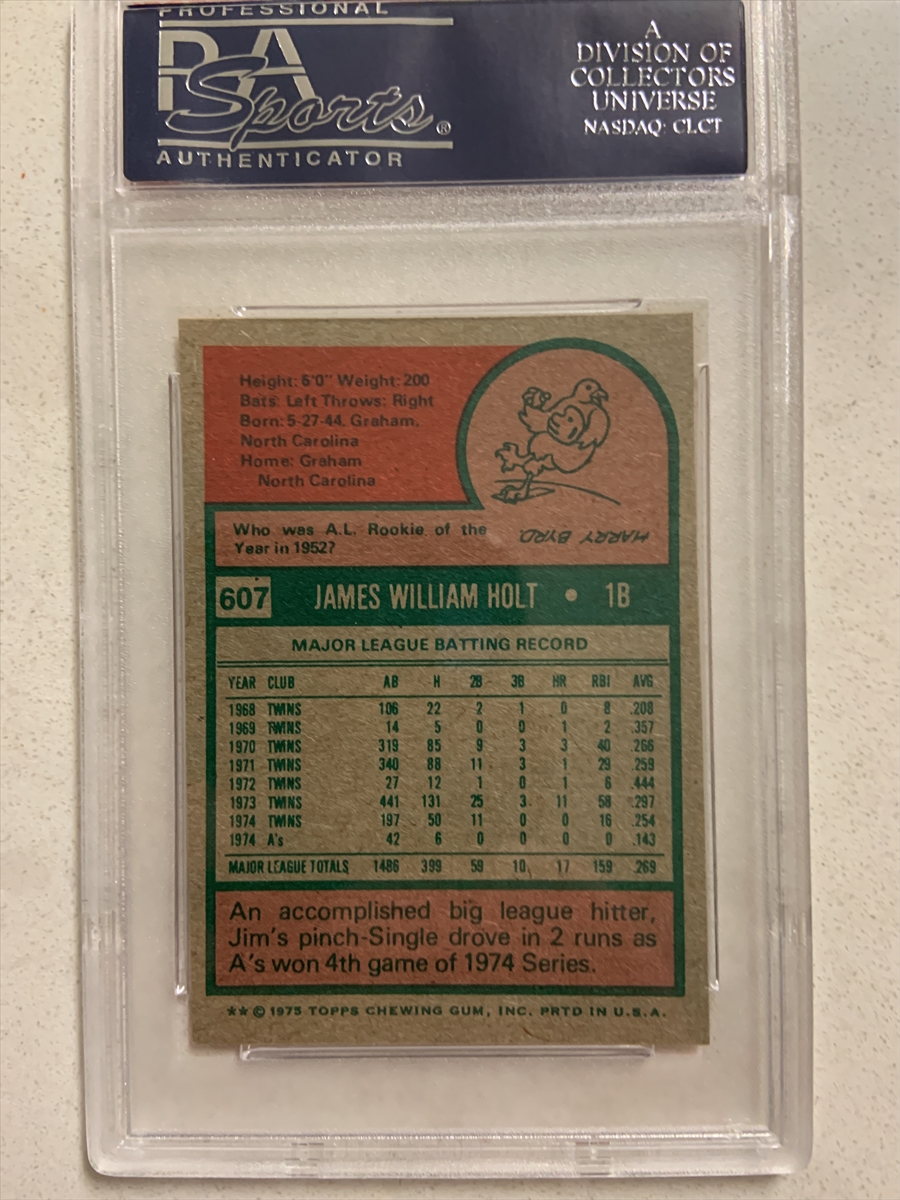 PROFESSIONAL
PSA
Sports®
AUTHENTICATOR
A
DIVISION OF
COLLECTORS
UNIVERSE
NASDAQ: CLCT
Height: 6'0" Weight: 200
Bats: Left Throws: Right
Born: 5-27-44, Graham,
North Carolina
Home: Graham
North Carolina
Who was A.L. Rookie of the
Year in 1952?
HARRY BYRD.
607 JAMES WILLIAM HOLT • 1B
MAJOR LEAGUE BATTING RECORD
YEAR CLUB AB H 2B 3B HR RBI AVG
1968 TWINS 106 22 2 1 0 8 .208
1969 TWINS 14 5 0 0 1 2 .357
1970 TWINS 319 85 9 3 3 40 .266
1971 TWINS 340 88 11 3 1 29 .259
1972 TWINS 27 12 1 0 1 6 .444
1973 TWINS 441 131 25 3 11 58 .297
1974 TWINS 197 50 11 0 0 16 .254
1974 A's 42 6 0 0 0 0 .143
MAJOR LEAGUE TOTALS 1486 399 59 10 17 159 .269
An accomplished big league hitter,
Jim's pinch-Single drove in 2 runs as
A's won 4th game of 1974 Series.
** © 1975 TOPPS CHEWING GUM, INC. PRTD IN U.S.A.